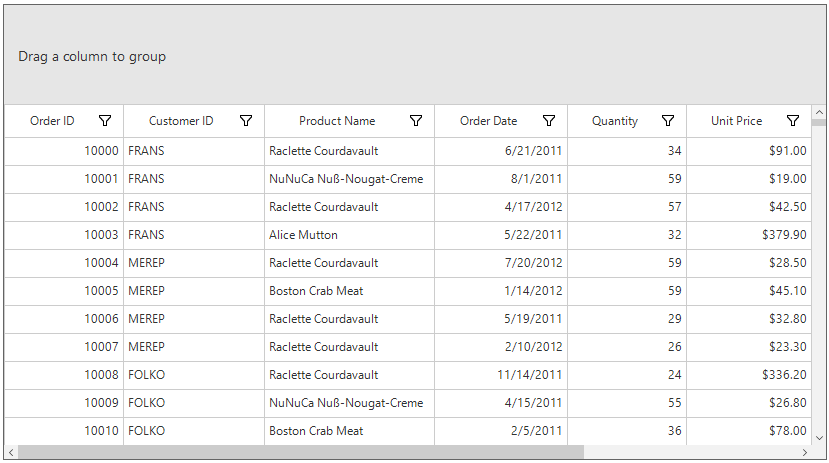 Drag a column to group
Order ID Customer ID Product Name Order Date Quantity Unit Price
10000 FRANS Raclette Courdavault 6/21/2011 34 $91.00
10001 FRANS NuNuCa Nuß-Nougat-Creme 8/1/2011 59 $19.00
10002 FRANS Raclette Courdavault 4/17/2012 57 $42.50
10003 FRANS Alice Mutton 5/22/2011 32 $379.90
10004 MEREP Raclette Courdavault 7/20/2012 59 $28.50
10005 MEREP Boston Crab Meat 1/14/2012 59 $45.10
10006 MEREP Raclette Courdavault 5/19/2011 29 $32.80
10007 MEREP Raclette Courdavault 2/10/2012 26 $23.30
10008 FOLKO Raclette Courdavault 11/14/2011 24 $336.20
10009 FOLKO NuNuCa Nuß-Nougat-Creme 4/15/2011 55 $26.80
10010 FOLKO Boston Crab Meat 2/5/2011 36 $78.00